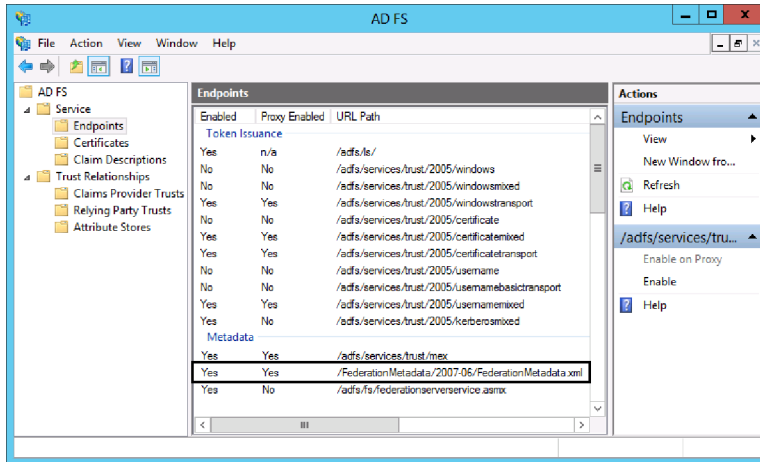 AD FS
File Action View Window Help
AD FS
Service
Endpoints
Certificates
Claim Descriptions
Trust Relationships
Claims Provider Trusts
Relying Party Trusts
Attribute Stores
Endpoints
Enabled Proxy Enabled URL Path
Token Issuance
Yes n/a /adfs/ls/
No No /adfs/services/trust/2005/windows
No No /adfs/services/trust/2005/windowsmixed
Yes Yes /adfs/services/trust/2005/windowstransport
No No /adfs/services/trust/2005/certificate
Yes Yes /adfs/services/trust/2005/certificatemixed
Yes Yes /adfs/services/trust/2005/certificatetransport
No No /adfs/services/trust/2005/username
No No /adfs/services/trust/2005/usernamebasictransport
Yes Yes /adfs/services/trust/2005/usernamemixed
Yes No /adfs/services/trust/2005/kerberosmixed
Metadata
Yes Yes /adfs/services/trust/mex
Yes Yes /FederationMetadata/2007-06/FederationMetadata.xml
Yes No /adfs/fs/federationserverservice.asmx
Actions
Endpoints
View
New Window fro...
Refresh
Help
/adfs/services/tru...
Enable on Proxy
Enable
Help